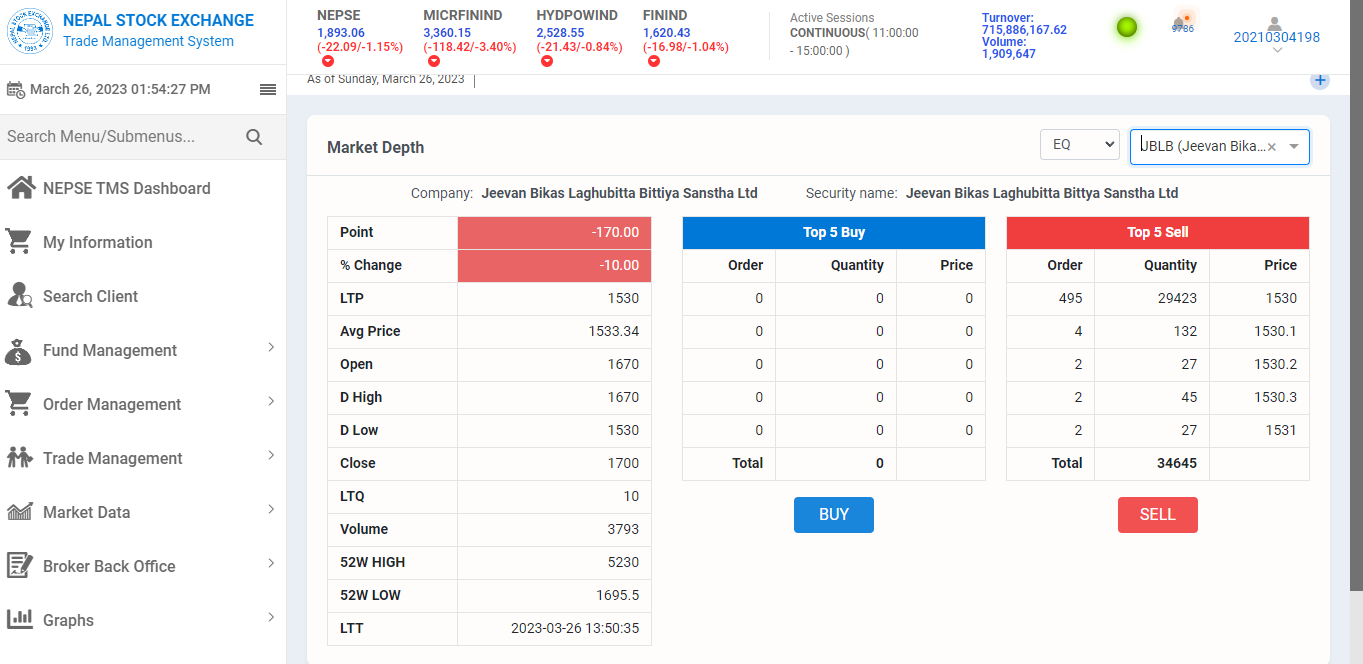 NEPAL STOCK EXCHANGE
Trade Management System
NEPSE
1,893.06
(-22.09/-1.15%)
MICRFININD
3,360.15
(-118.42/-3.40%)
HYDPOWIND
2,528.55
(-21.43/-0.84%)
FININD
1,620.43
(-16.98/-1.04%)
Active Sessions
CONTINUOUS( 11:00:00
- 15:00:00 )
Turnover:
715,886,167.62
Volume:
1,909,647
9786
20210304198
March 26, 2023 01:54:27 PM
As of Sunday, March 26, 2023
Search Menu/Submenus...
NEPSE TMS Dashboard
My Information
Search Client
Fund Management
Order Management
Trade Management
Market Data
Broker Back Office
Graphs
Market Depth
EQ
JBLB (Jeevan Bika...
Company: Jeevan Bikas Laghubitta Bittiya Sanstha Ltd
Security name: Jeevan Bikas Laghubitta Bittya Sanstha Ltd
Point -170.00
% Change -10.00
LTP 1530
Avg Price 1533.34
Open 1670
D High 1670
D Low 1530
Close 1700
LTQ 10
Volume 3793
52W HIGH 5230
52W LOW 1695.5
LTT 2023-03-26 13:50:35
Top 5 Buy
Order Quantity Price
0 0 0
0 0 0
0 0 0
0 0 0
0 0 0
Total 0
BUY
Top 5 Sell
Order Quantity Price
495 29423 1530
4 132 1530.1
2 27 1530.2
2 45 1530.3
2 27 1531
Total 34645
SELL